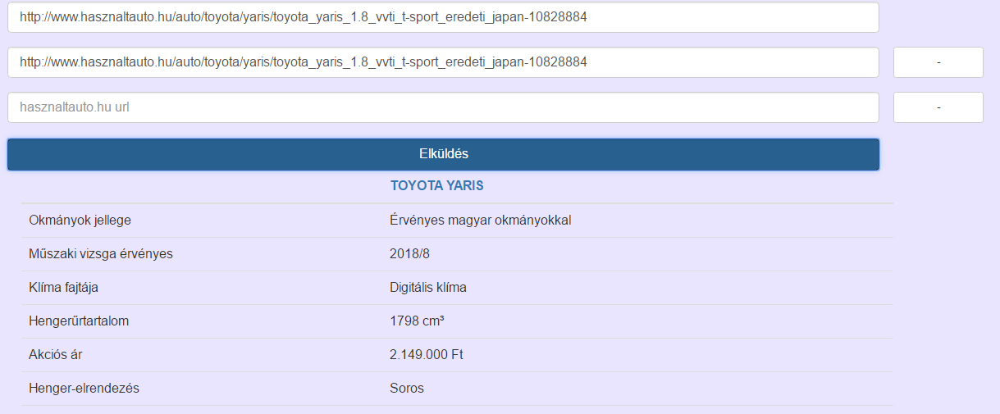 http://www.hasznaltauto.hu/auto/toyota/yaris/toyota_yaris_1.8_vvti_t-sport_eredeti_japan-10828884
http://www.hasznaltauto.hu/auto/toyota/yaris/toyota_yaris_1.8_vvti_t-sport_eredeti_japan-10828884 -
hasznaltauto.hu url -
Elküldés
TOYOTA YARIS
Okmányok jellege Érvényes magyar okmányokkal
Műszaki vizsga érvényes 2018/8
Klíma fajtája Digitális klíma
Hengerűrtartalom 1798 cm³
Akciós ár 2.149.000 Ft
Henger-elrendezés Soros